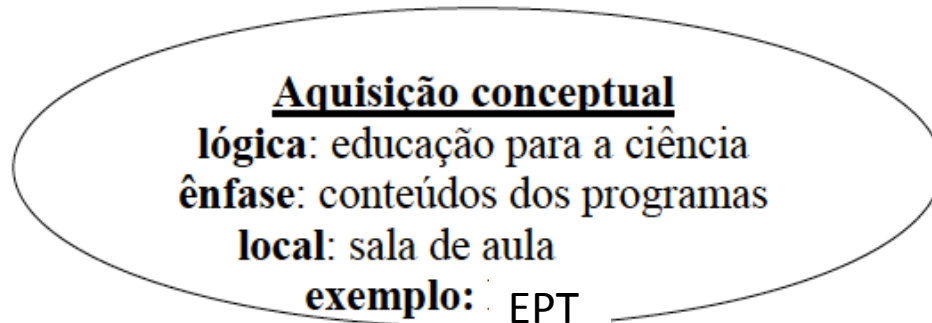 Aquisição conceptual
lógica: educação para a ciência
ênfase: conteúdos dos programas
local: sala de aula
exemplo: EPT